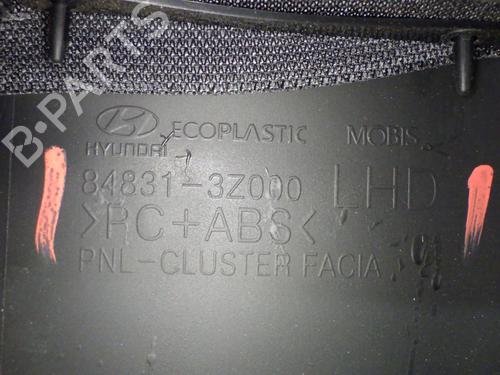 B-PARTS
HYUNDAI ECOPLASTIC MOBIS
84831-3Z000 LHD
>PC+ABS<
PNL-CLUSTER FACIA